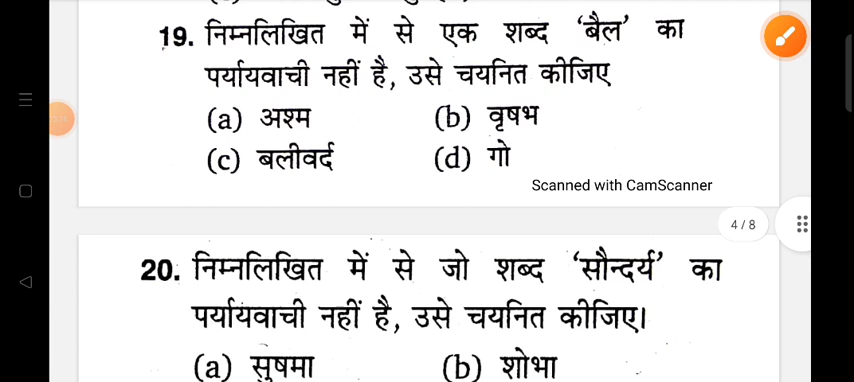 19. निम्नलिखित में से एक शब्द ‘बैल’ का
पर्यायवाची नहीं है, उसे चयनित कीजिए
(a) अश्म (b) वृषभ
(c) बलीवर्द (d) गो
Scanned with CamScanner
4 / 8
20. निम्नलिखित में से जो शब्द ‘सौन्दर्य’ का
पर्यायवाची नहीं है, उसे चयनित कीजिए।
(a) सुषमा (b) शोभा